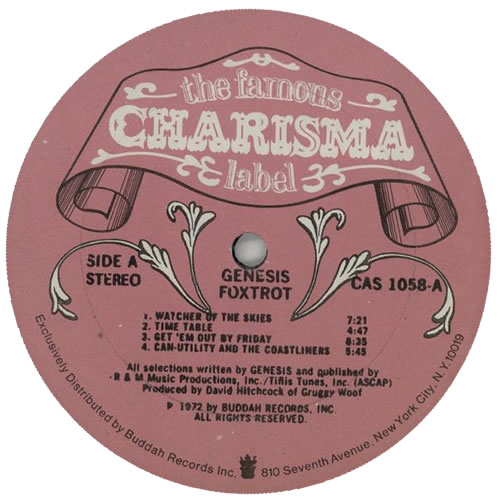 the famous
CHARISMA
label
SIDE A
STEREO
GENESIS
FOXTROT
CAS 1058-A
1. WATCHER OF THE SKIES 7:21
2. TIME TABLE 4:47
3. GET 'EM OUT BY FRIDAY 8:35
4. CAN-UTILITY AND THE COASTLINERS 5:45
All selections written by GENESIS and published by
R & M Music Productions, Inc./Tiflis Tunes, Inc. (ASCAP)
Produced by David Hitchcock of Gruggy Woof
℗ 1972 by BUDDAH RECORDS, INC.
ALL RIGHTS RESERVED.
Exclusively Distributed by Buddah Records Inc. 810 Seventh Avenue, New York City, N.Y. 10019